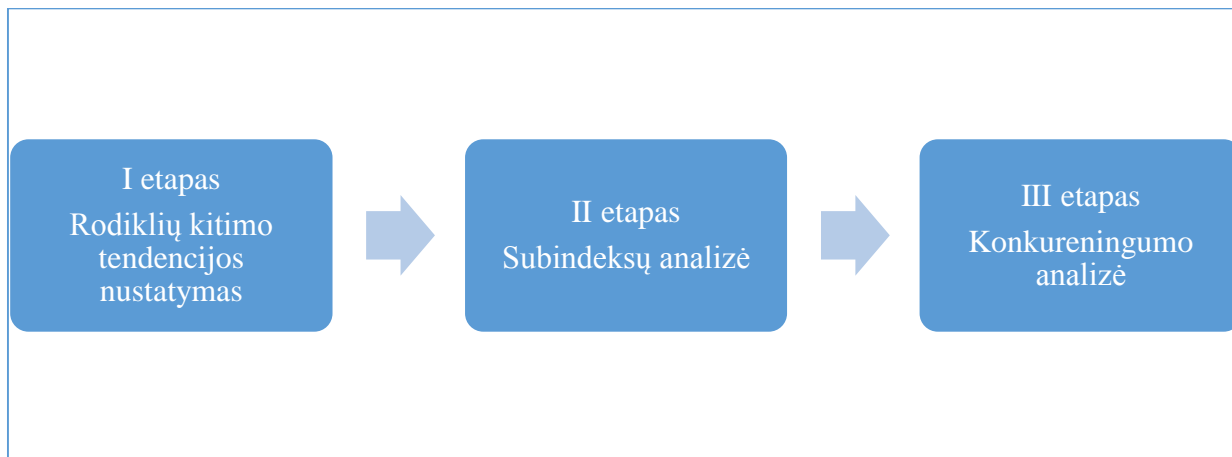 I etapas
Rodiklių kitimo
tendencijos
nustatymas
II etapas
Subindeksų analizė
III etapas
Konkureningumo
analizė